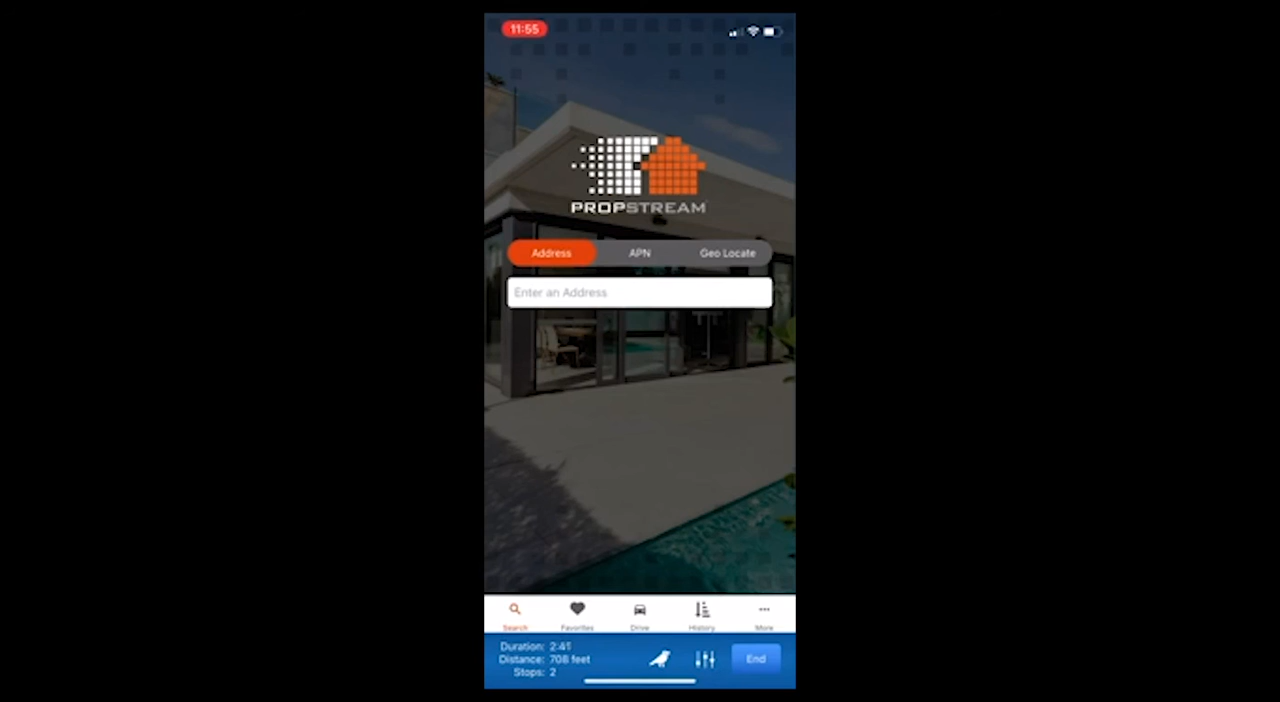 11:55
PROPSTREAM
Address APN Geo Locate
Enter an Address
Search Favorites Drive History More
Duration: 2:41
Distance: 708 feet
Stops: 2
End